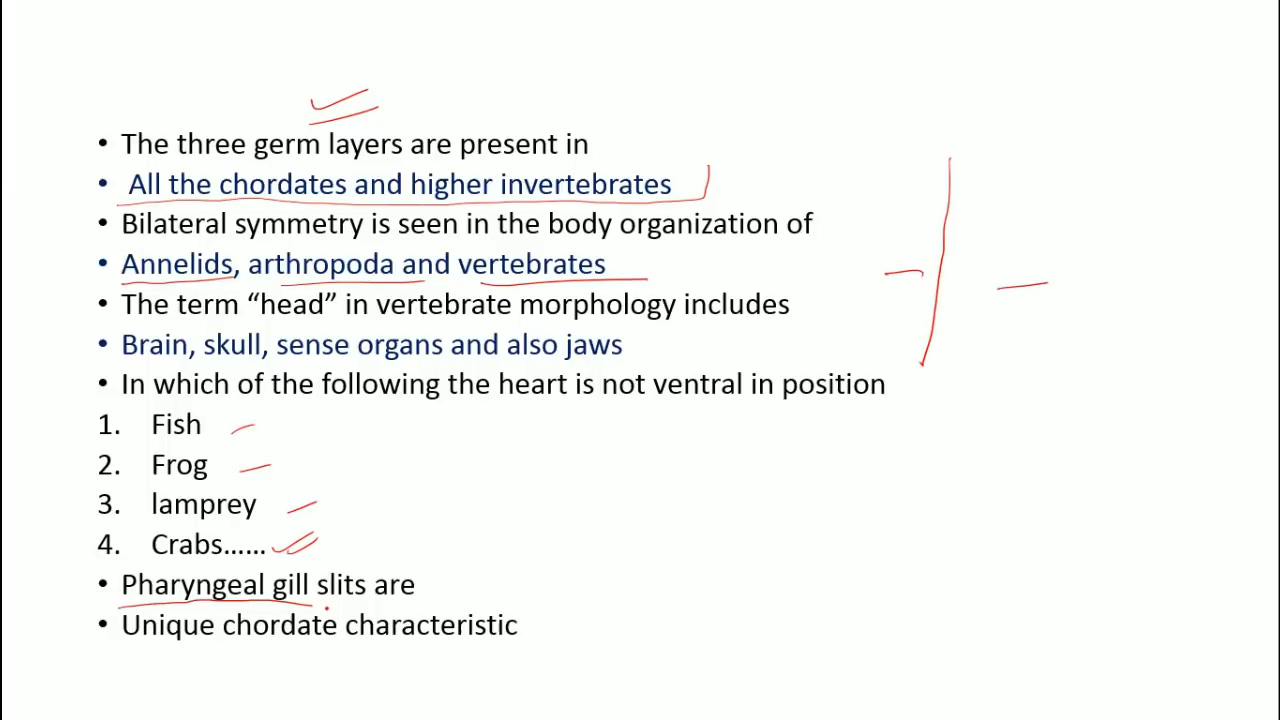 • The three germ layers are present in
• All the chordates and higher invertebrates
• Bilateral symmetry is seen in the body organization of
• Annelids, arthropoda and vertebrates
• The term “head” in vertebrate morphology includes
• Brain, skull, sense organs and also jaws
• In which of the following the heart is not ventral in position
1. Fish
2. Frog
3. lamprey
4. Crabs......
• Pharyngeal gill slits are
• Unique chordate characteristic